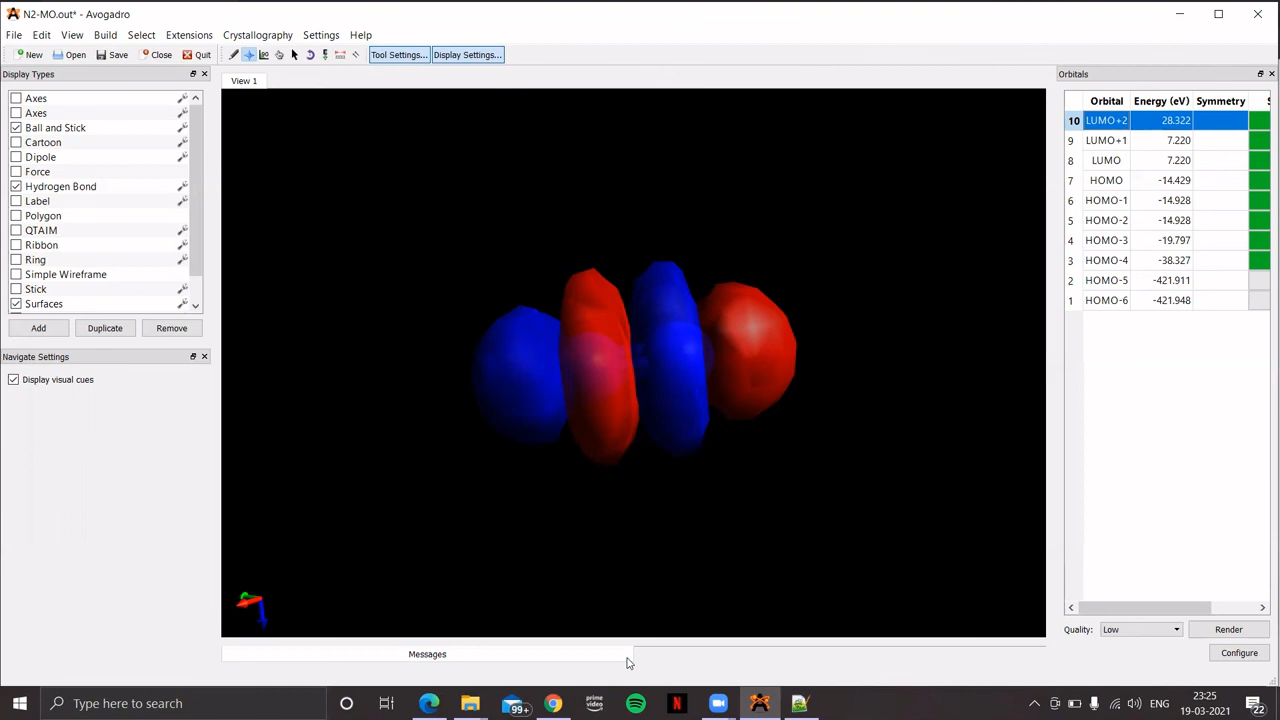 N2-MO.out* - Avogadro
File Edit View Build Select Extensions Crystallography Settings Help
New Open Save Close Quit Tool Settings... Display Settings...
Display Types
Axes
Axes
Ball and Stick
Cartoon
Dipole
Force
Hydrogen Bond
Label
Polygon
QTAIM
Ribbon
Ring
Simple Wireframe
Stick
Surfaces
Add Duplicate Remove
Navigate Settings
Display visual cues
View 1
Messages
Orbitals
Orbital Energy (eV) Symmetry S
10 LUMO+2 28.322
9 LUMO+1 7.220
8 LUMO 7.220
7 HOMO -14.429
6 HOMO-1 -14.928
5 HOMO-2 -14.928
4 HOMO-3 -19.797
3 HOMO-4 -38.327
2 HOMO-5 -421.911
1 HOMO-6 -421.948
Quality: Low Render
Configure
Type here to search
99+
prime
video
ENG
23:25
19-03-2021
22